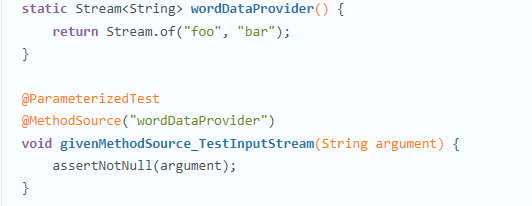 static Stream<String> wordDataProvider() {
    return Stream.of("foo", "bar");
}
@ParameterizedTest
@MethodSource("wordDataProvider")
void givenMethodSource_TestInputStream(String argument) {
    assertNotNull(argument);
}